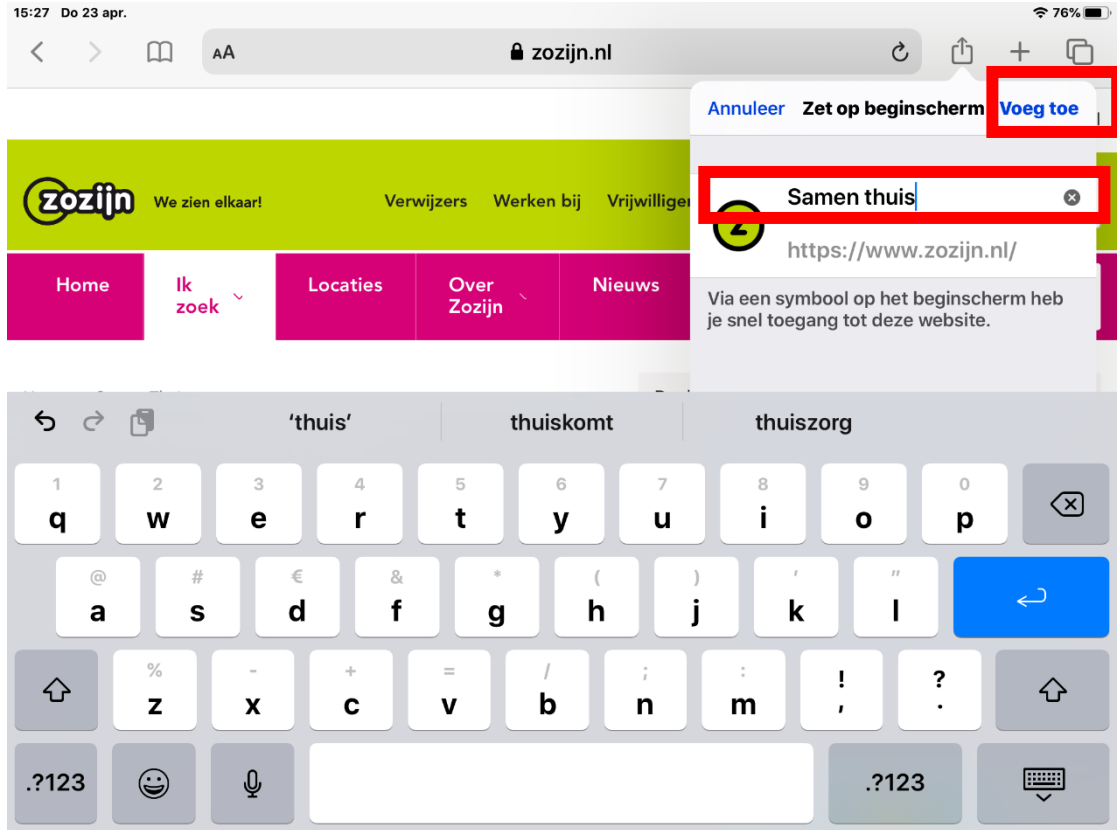 15:27 Do 23 apr.
76%
AA
zozijn.nl
Annuleer Zet op beginscherm Voeg toe
zozijn We zien elkaar!
Verwijzers Werken bij
Samen thuis
z
https://www.zozijn.nl/
Home
Ik zoek
Locaties
Over
Zozijn
Nieuws
Via een symbool op het beginscherm heb
je snel toegang tot deze website.
'thuis' thuiskomt thuiszorg
1 2 3 4 5 6 7 8 9 0
q w e r t y u i o p
@ # € & * ( ) ' "
a s d f g h j k l
% - + = / ; : ! ?
z x c v b n m , .
.?123 .?123